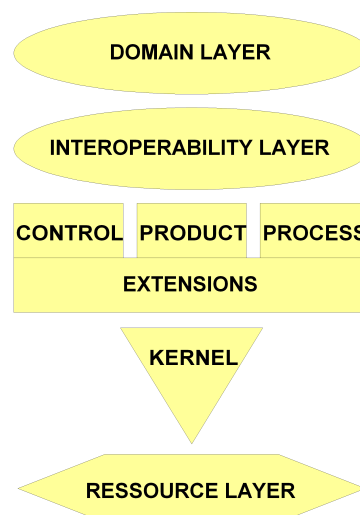 DOMAIN LAYER
INTEROPERABILITY LAYER
CONTROL PRODUCT PROCESS
EXTENSIONS
KERNEL
RESSOURCE LAYER